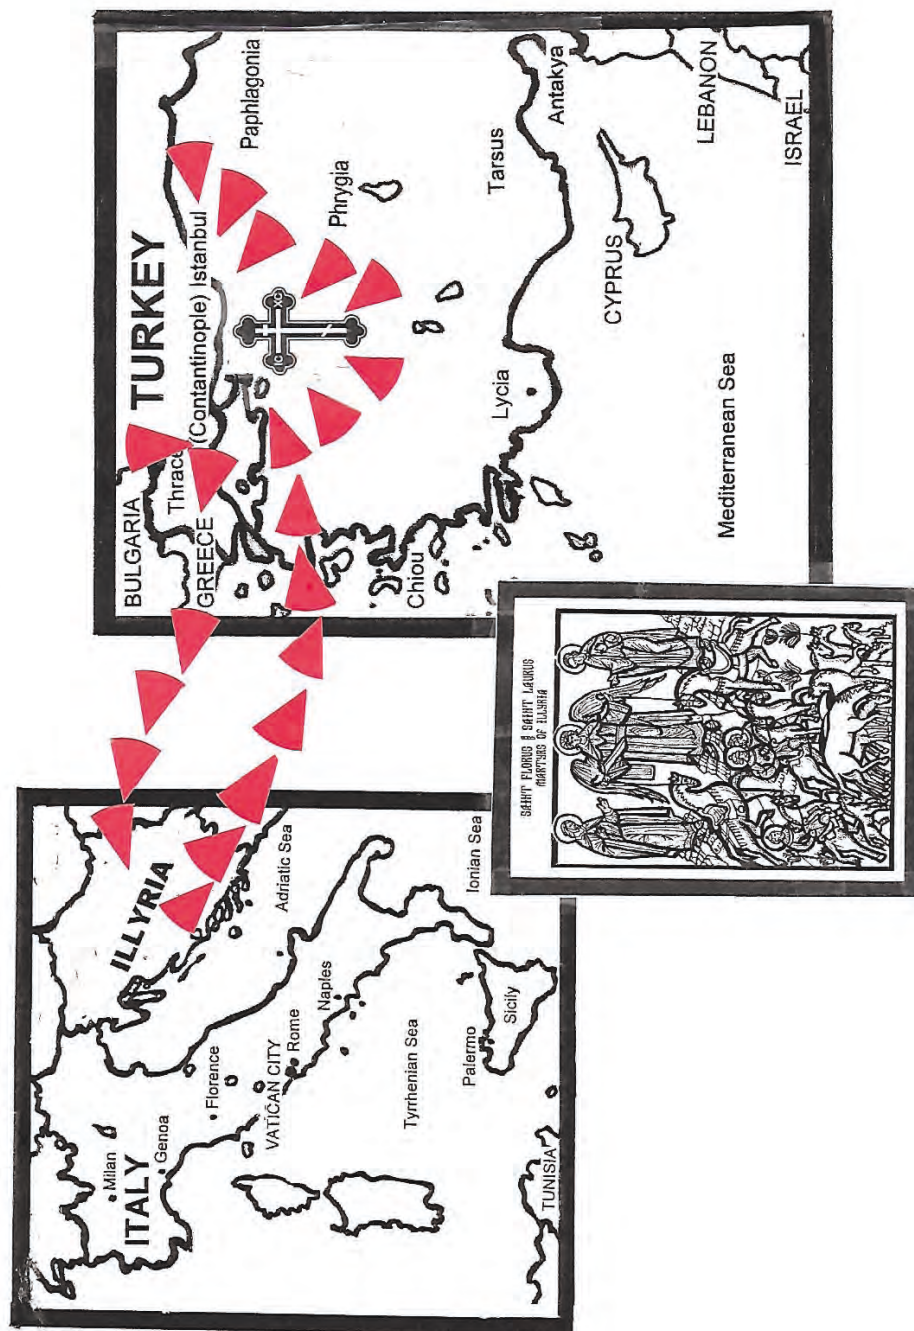 ITALY
Milan
Genoa
Florence
VATICAN CITY
Rome
Naples
Tyrrhenian Sea
Palermo
Sicily
TUNISIA
ILLYRIA
Adriatic Sea
Ionian Sea
BULGARIA
TURKEY
Thrace
(Contantinople) Istanbul
GREECE
Paphlagonia
Phrygia
IC
XC
Chiou
Lycia
Tarsus
Antakya
CYPRUS
LEBANON
ISRAEL
Mediterranean Sea
SAINT FLORUS & SAINT LAURUS
MARTYRS OF ILLYRIA